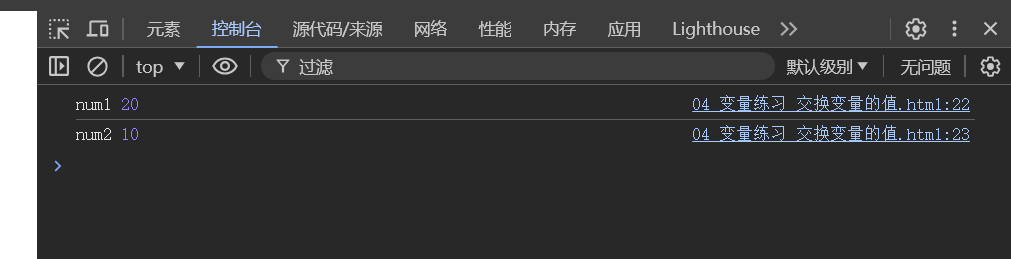 元素 控制台 源代码/来源 网络 性能 内存 应用 Lighthouse
top 过滤 默认级别 无问题
num1 20 04 变量练习 交换变量的值.html:22
num2 10 04 变量练习 交换变量的值.html:23